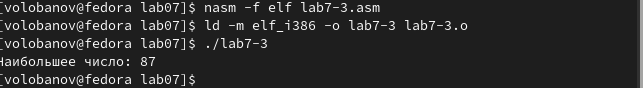 [volobanov@fedora lab07]$ nasm -f elf lab7-3.asm
[volobanov@fedora lab07]$ ld -m elf_i386 -o lab7-3 lab7-3.o
[volobanov@fedora lab07]$ ./lab7-3
Наибольшее число: 87
[volobanov@fedora lab07]$